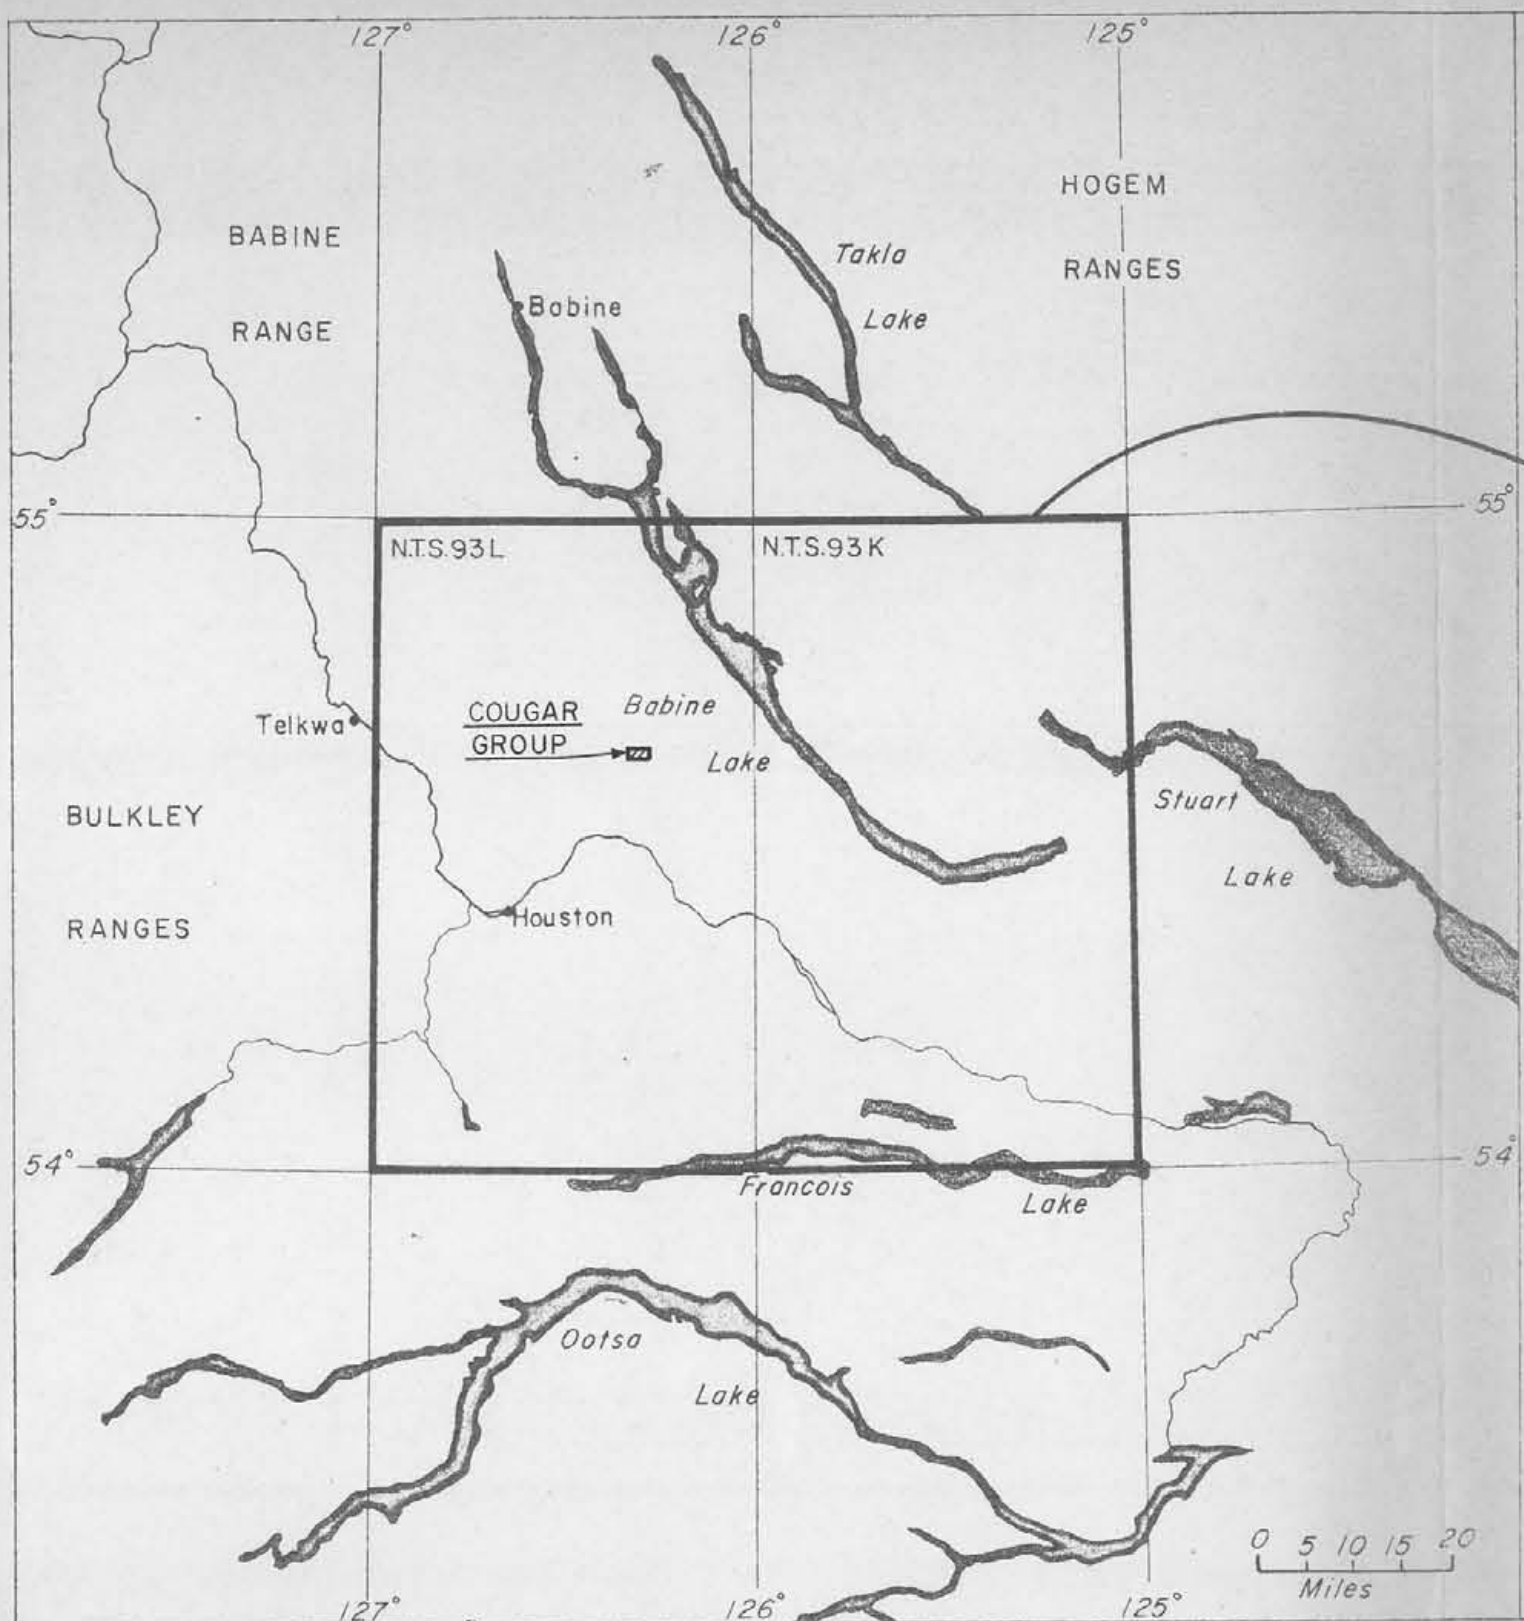 127°
126°
125°
HOGEM
RANGES
BABINE
RANGE
Takla
Lake
Babine
55°
55°
N.T.S.93L
N.T.S.93K
COUGAR
GROUP
Babine
Lake
Telkwa
Stuart
Lake
BULKLEY
RANGES
Houston
54°
54°
Francois
Lake
Ootsa
Lake
0 5 10 15 20
Miles
127°
126°
125°